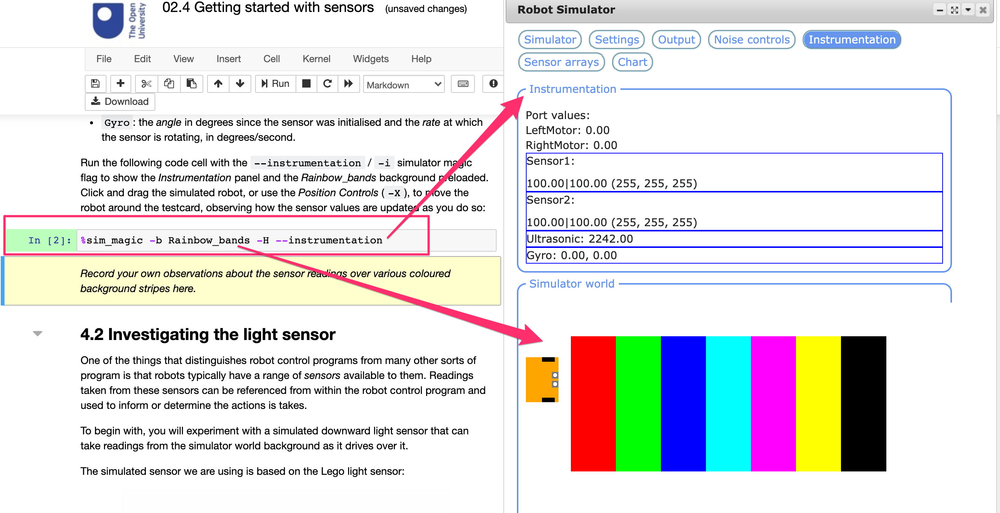 The Open
University
02.4 Getting started with sensors (unsaved changes)
File Edit View Insert Cell Kernel Widgets Help
Run Markdown
Download
• Gyro : the angle in degrees since the sensor was initialised and the rate at which
the sensor is rotating, in degrees/second.
Run the following code cell with the --instrumentation / -i simulator magic
flag to show the Instrumentation panel and the Rainbow_bands background preloaded.
Click and drag the simulated robot, or use the Position Controls ( -X ), to move the
robot around the testcard, observing how the sensor values are updated as you do so:
In [2]: %sim_magic -b Rainbow_bands -H --instrumentation
Record your own observations about the sensor readings over various coloured
background stripes here.
4.2 Investigating the light sensor
One of the things that distinguishes robot control programs from many other sorts of
program is that robots typically have a range of sensors available to them. Readings
taken from these sensors can be referenced from within the robot control program and
used to inform or determine the actions is takes.
To begin with, you will experiment with a simulated downward light sensor that can
take readings from the simulator world background as it drives over it.
The simulated sensor we are using is based on the Lego light sensor:
Robot Simulator
Simulator Settings Output Noise controls Instrumentation
Sensor arrays Chart
Instrumentation
Port values:
LeftMotor: 0.00
RightMotor: 0.00
Sensor1:
100.00|100.00 (255, 255, 255)
Sensor2:
100.00|100.00 (255, 255, 255)
Ultrasonic: 2242.00
Gyro: 0.00, 0.00
Simulator world